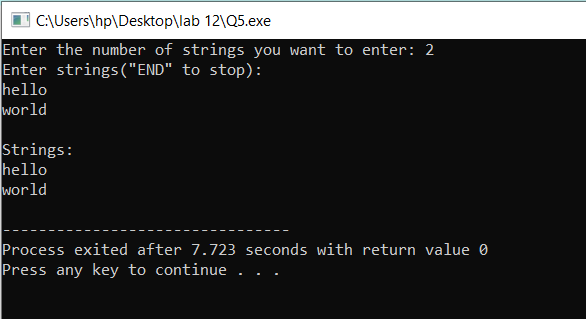 C:\Users\hp\Desktop\lab 12\Q5.exe
Enter the number of strings you want to enter: 2
Enter strings("END" to stop):
hello
world
Strings:
hello
world
--------------------------------
Process exited after 7.723 seconds with return value 0
Press any key to continue . . .